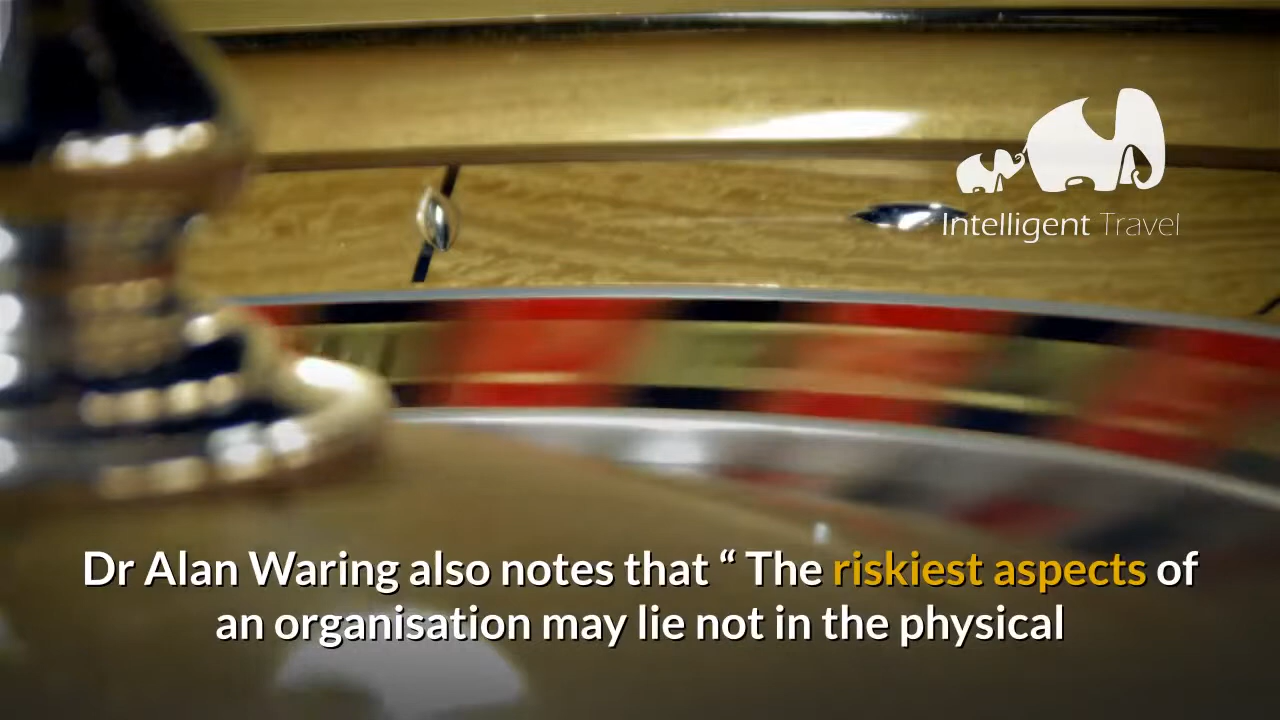 Intelligent Travel
Dr Alan Waring also notes that “ The riskiest aspects of
an organisation may lie not in the physical